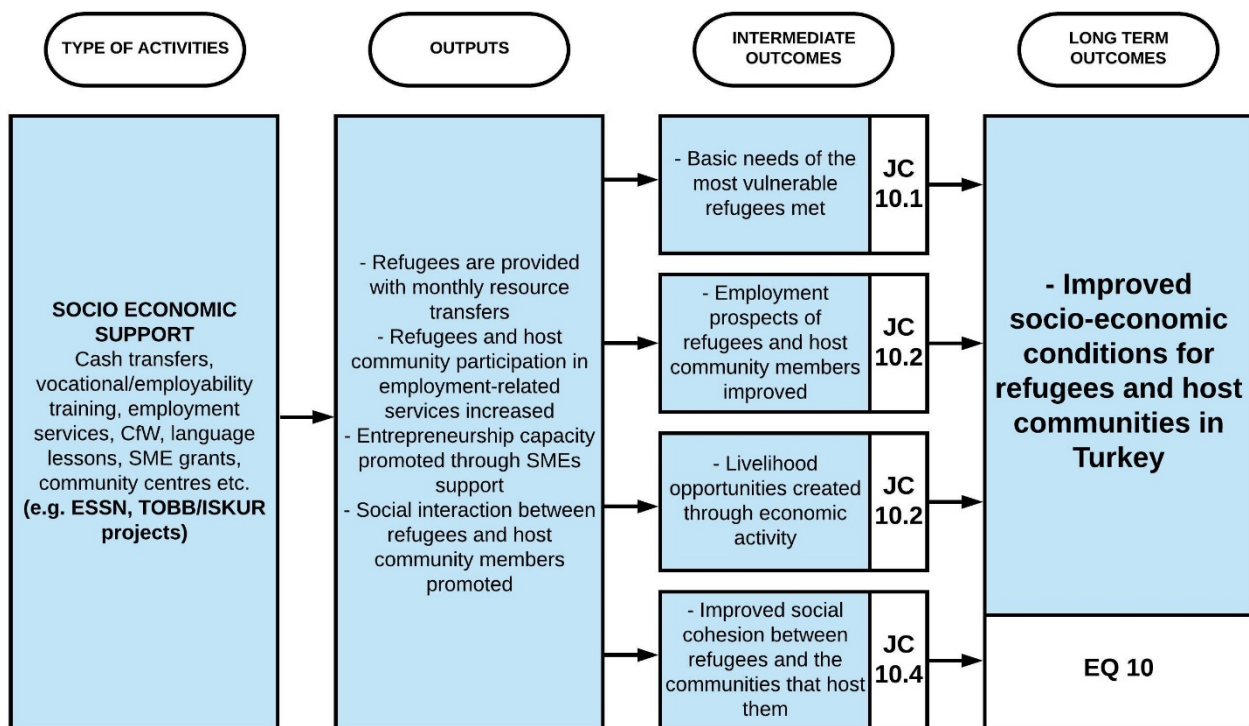 TYPE OF ACTIVITIES
OUTPUTS
INTERMEDIATE
OUTCOMES
LONG TERM
OUTCOMES
SOCIO ECONOMIC
SUPPORT
Cash transfers,
vocational/employability
training, employment
services, CfW, language
lessons, SME grants,
community centres etc.
(e.g. ESSN, TOBB/ISKUR
projects)
- Refugees are provided
with monthly resource
transfers
- Refugees and host
community participation in
employment-related
services increased
- Entrepreneurship capacity
promoted through SMEs
support
- Social interaction between
refugees and host
community members
promoted
- Basic needs of the
most vulnerable
refugees met
JC
10.1
- Employment
prospects of
refugees and host
community members
improved
JC
10.2
- Livelihood
opportunities created
through economic
activity
JC
10.2
- Improved social
cohesion between
refugees and the
communities that host
them
JC
10.4
- Improved
socio-economic
conditions for
refugees and host
communities in
Turkey
EQ 10